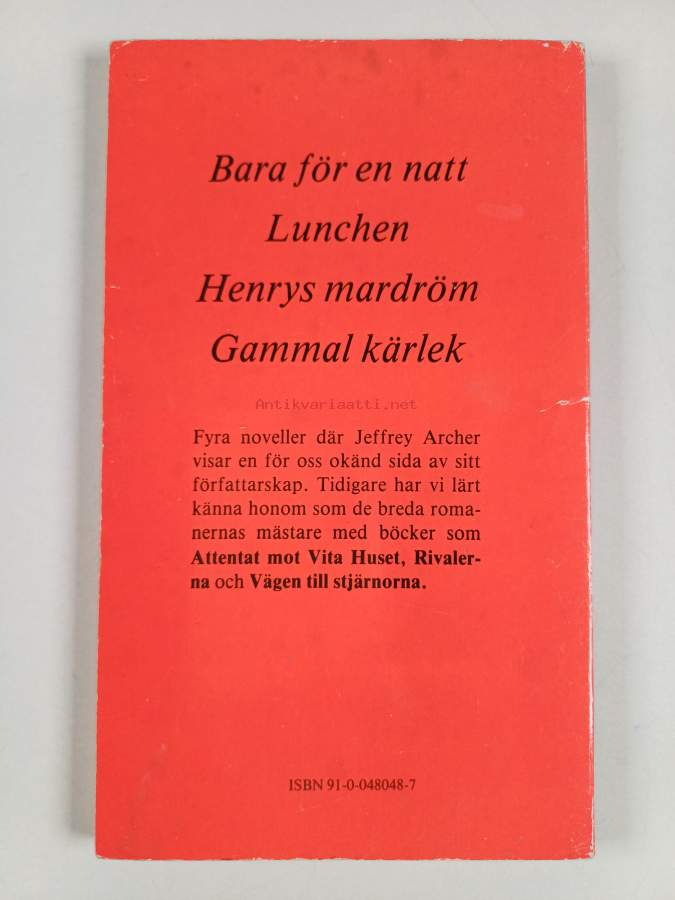 Bara för en natt
Lunchen
Henrys mardröm
Gammal kärlek
Antikvariaatti.net
Fyra noveller där Jeffrey Archer
visar en för oss okänd sida av sitt
författarskap. Tidigare har vi lärt
känna honom som de breda roma-
nernas mästare med böcker som
Attentat mot Vita Huset, Rivaler-
na och Vägen till stjärnorna.
ISBN 91-0-048048-7